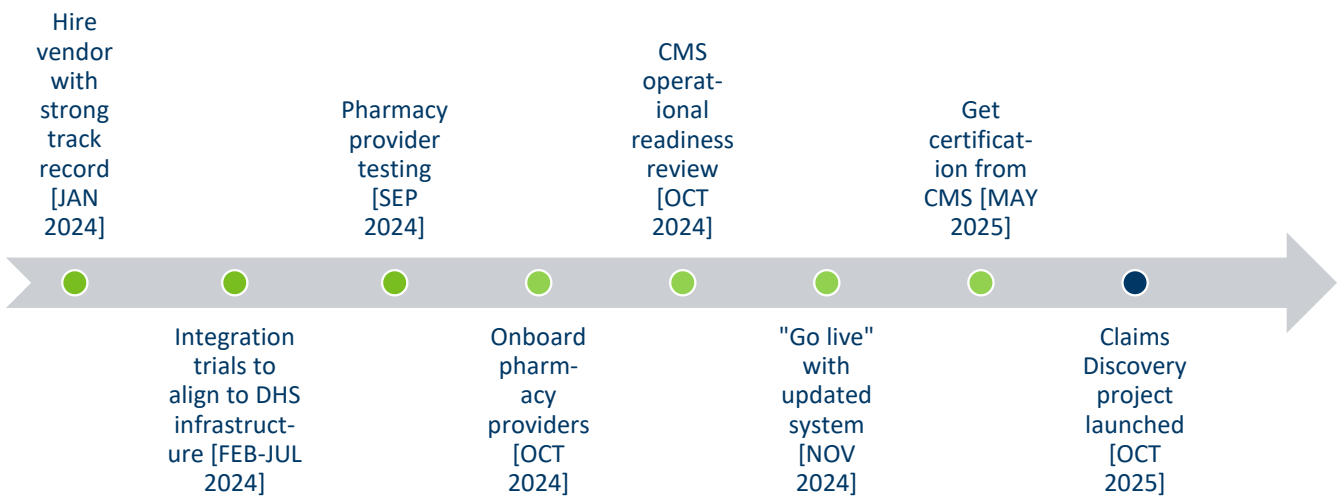 Hire
vendor
with
strong
track
record
[JAN
2024]
Integration
trials to
align to DHS
infrastruct-
ure [FEB-JUL
2024]
Pharmacy
provider
testing
[SEP
2024]
Onboard
pharm-
acy
providers
[OCT
2024]
CMS
operat-
ional
readiness
review
[OCT
2024]
"Go live"
with
updated
system
[NOV
2024]
Get
certificat-
ion from
CMS [MAY
2025]
Claims
Discovery
project
launched
[OCT
2025]